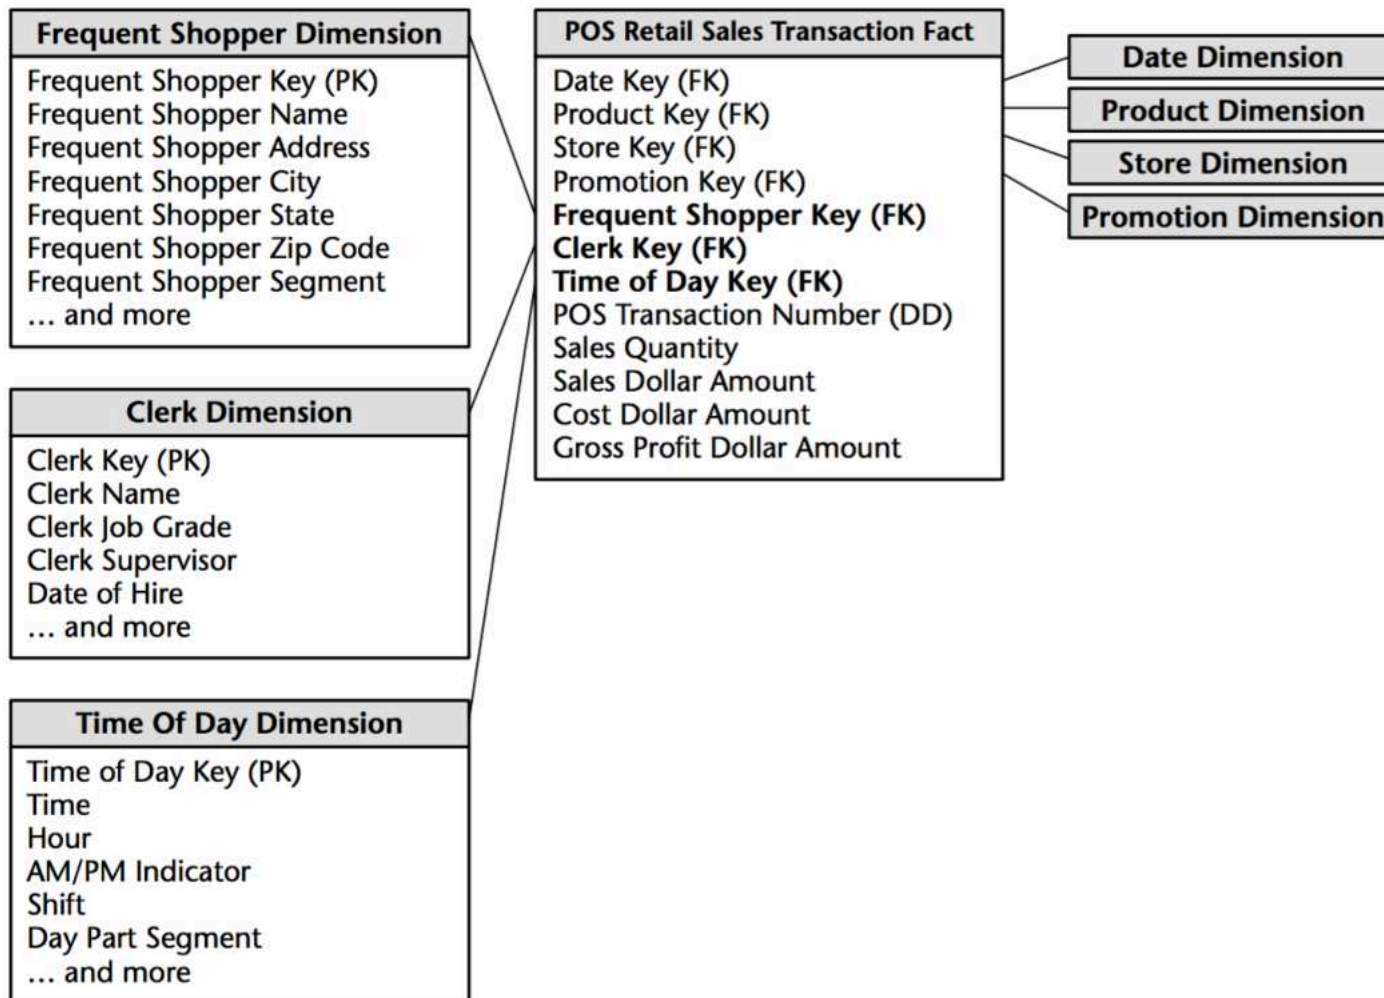 Frequent Shopper Dimension
Frequent Shopper Key (PK)
Frequent Shopper Name
Frequent Shopper Address
Frequent Shopper City
Frequent Shopper State
Frequent Shopper Zip Code
Frequent Shopper Segment
… and more
Clerk Dimension
Clerk Key (PK)
Clerk Name
Clerk Job Grade
Clerk Supervisor
Date of Hire
… and more
Time Of Day Dimension
Time of Day Key (PK)
Time
Hour
AM/PM Indicator
Shift
Day Part Segment
… and more
POS Retail Sales Transaction Fact
Date Key (FK)
Product Key (FK)
Store Key (FK)
Promotion Key (FK)
Frequent Shopper Key (FK)
Clerk Key (FK)
Time of Day Key (FK)
POS Transaction Number (DD)
Sales Quantity
Sales Dollar Amount
Cost Dollar Amount
Gross Profit Dollar Amount
Date Dimension
Product Dimension
Store Dimension
Promotion Dimension